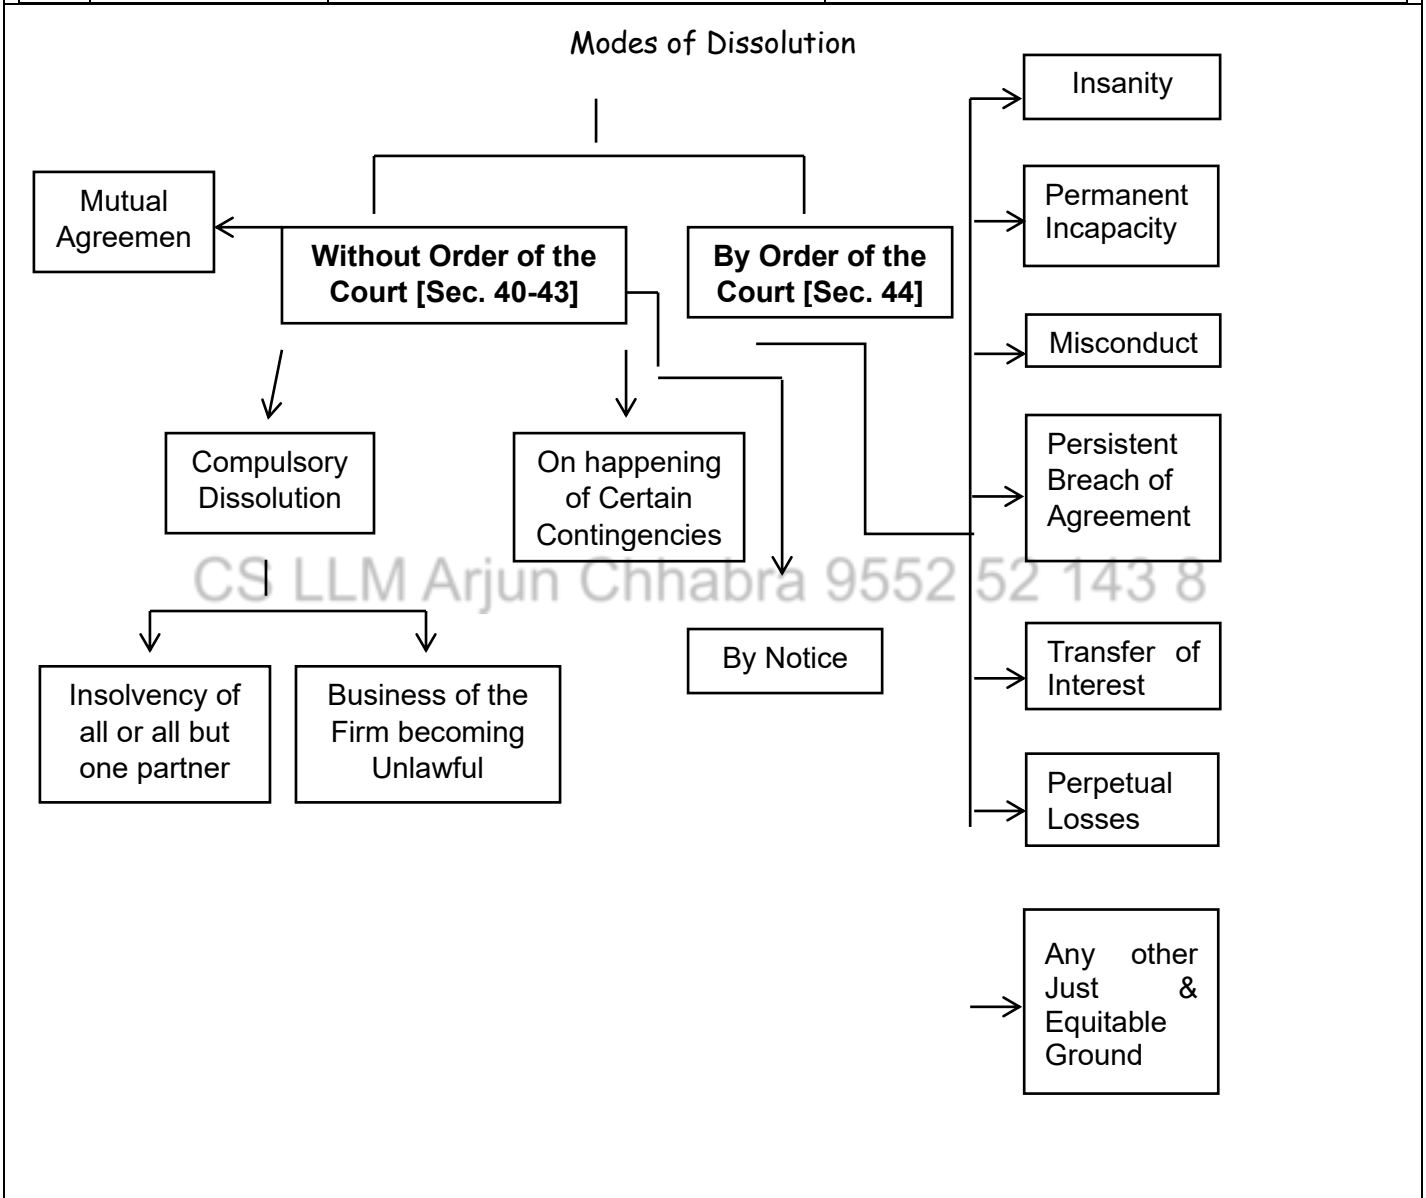 Modes of Dissolution
Insanity
Mutual
Agreemen
Permanent
Incapacity
Without Order of the
Court [Sec. 40-43]
By Order of the
Court [Sec. 44]
Misconduct
Compulsory
Dissolution
On happening
of Certain
Contingencies
Persistent
Breach of
Agreement
CS LLM Arjun Chhabra 9552 52 143 8
By Notice
Transfer of
Interest
Insolvency of
all or all but
one partner
Business of the
Firm becoming
Unlawful
Perpetual
Losses
Any other
Just &
Equitable
Ground